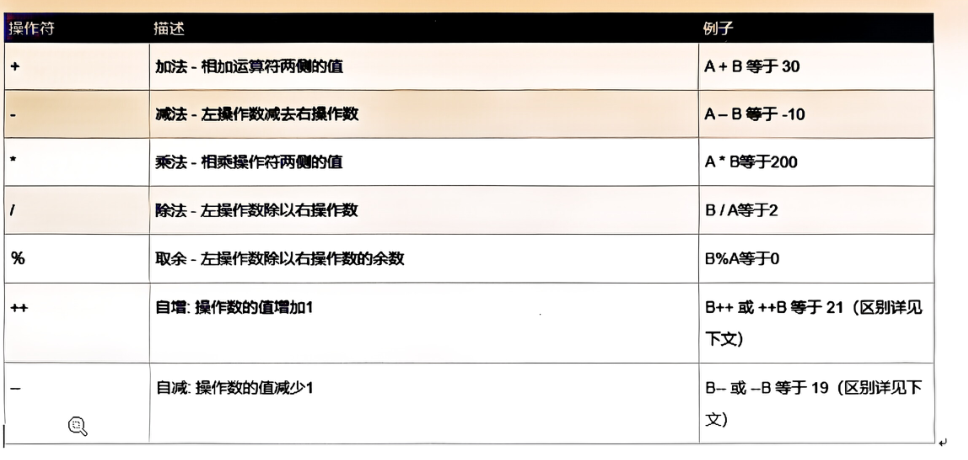 操作符 描述 例子
+ 加法 - 相加运算符两侧的值 A + B 等于 30
- 减法 - 左操作数减去右操作数 A – B 等于 -10
* 乘法 - 相乘操作符两侧的值 A * B等于200
/ 除法 - 左操作数除以右操作数 B / A等于2
% 取余 - 左操作数除以右操作数的余数 B%A等于0
++ 自增: 操作数的值增加1 B++ 或 ++B 等于 21（区别详见
下文）
-- 自减: 操作数的值减少1 B-- 或 --B 等于 19（区别详见下
文）